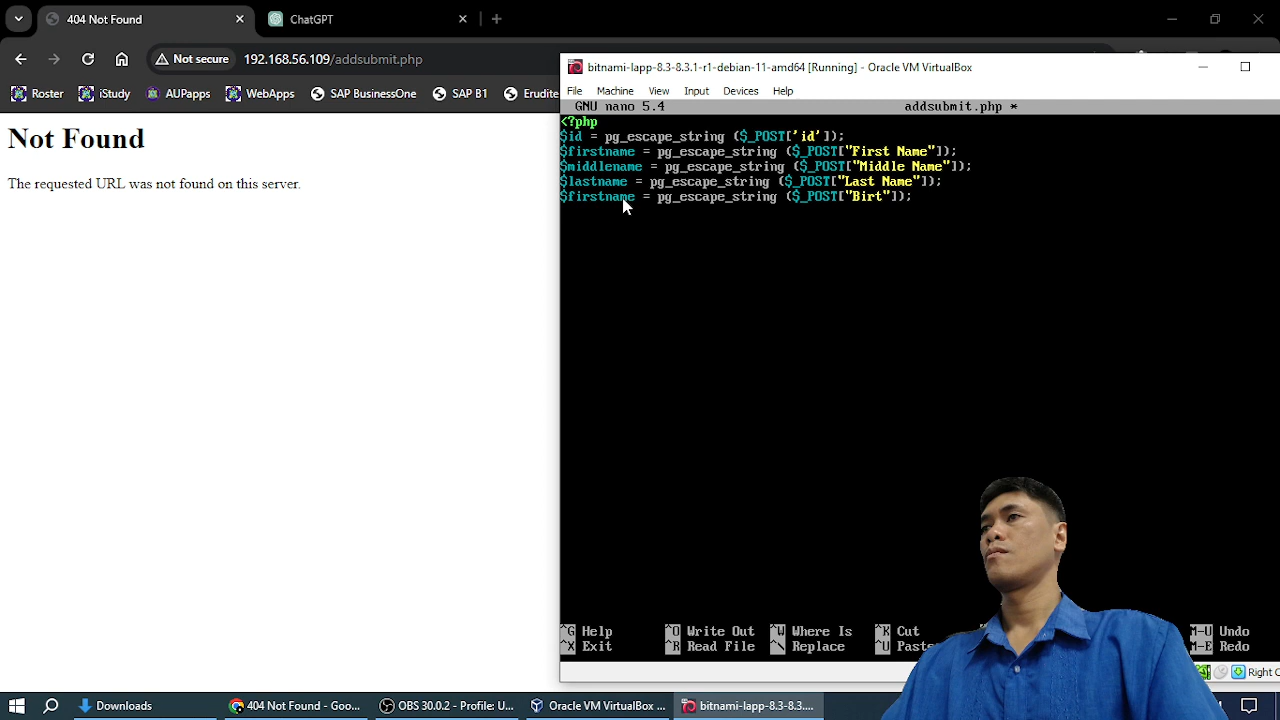 404 Not Found
ChatGPT
Not secure
192.168.56.109/addsubmit.php
Roster
iStudy
AUPapps
WebApps
SAP BusinessOne
SAP B1
Erudite
Not Found
The requested URL was not found on this server.
bitnami-lapp-8.3-8.3.1-r1-debian-11-amd64 [Running] - Oracle VM VirtualBox
File Machine View Input Devices Help
GNU nano 5.4 addsubmit.php *
<?php
$id = pg_escape_string ($_POST['id']);
$firstname = pg_escape_string ($_POST["First Name"]);
$middlename = pg_escape_string ($_POST["Middle Name"]);
$lastname = pg_escape_string ($_POST["Last Name"]);
$firstname = pg_escape_string ($_POST["Birt"]);
^G Help ^O Write Out ^W Where Is ^K Cut M-U Undo
^X Exit ^R Read File ^\ Replace ^U Paste M-E Redo
Right C
Downloads
404 Not Found - Goo...
OBS 30.0.2 - Profile: U...
Oracle VM VirtualBox ...
bitnami-lapp-8.3-8.3....